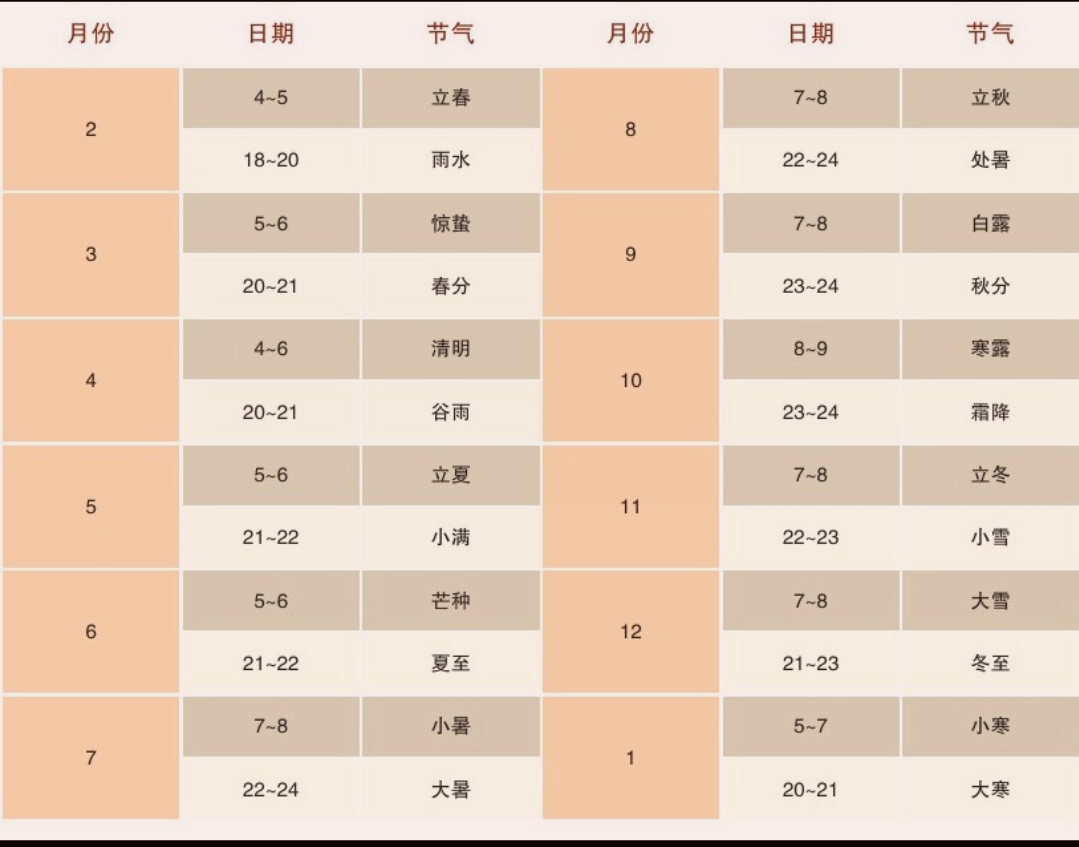 月份 日期 节气 月份 日期 节气
4~5 立春 7~8 立秋
2 8
18~20 雨水 22~24 处暑
5~6 惊蛰 7~8 白露
3 9
20~21 春分 23~24 秋分
4~6 清明 8~9 寒露
4 10
20~21 谷雨 23~24 霜降
5~6 立夏 7~8 立冬
5 11
21~22 小满 22~23 小雪
5~6 芒种 7~8 大雪
6 12
21~22 夏至 21~23 冬至
7~8 小暑 5~7 小寒
7 1
22~24 大暑 20~21 大寒